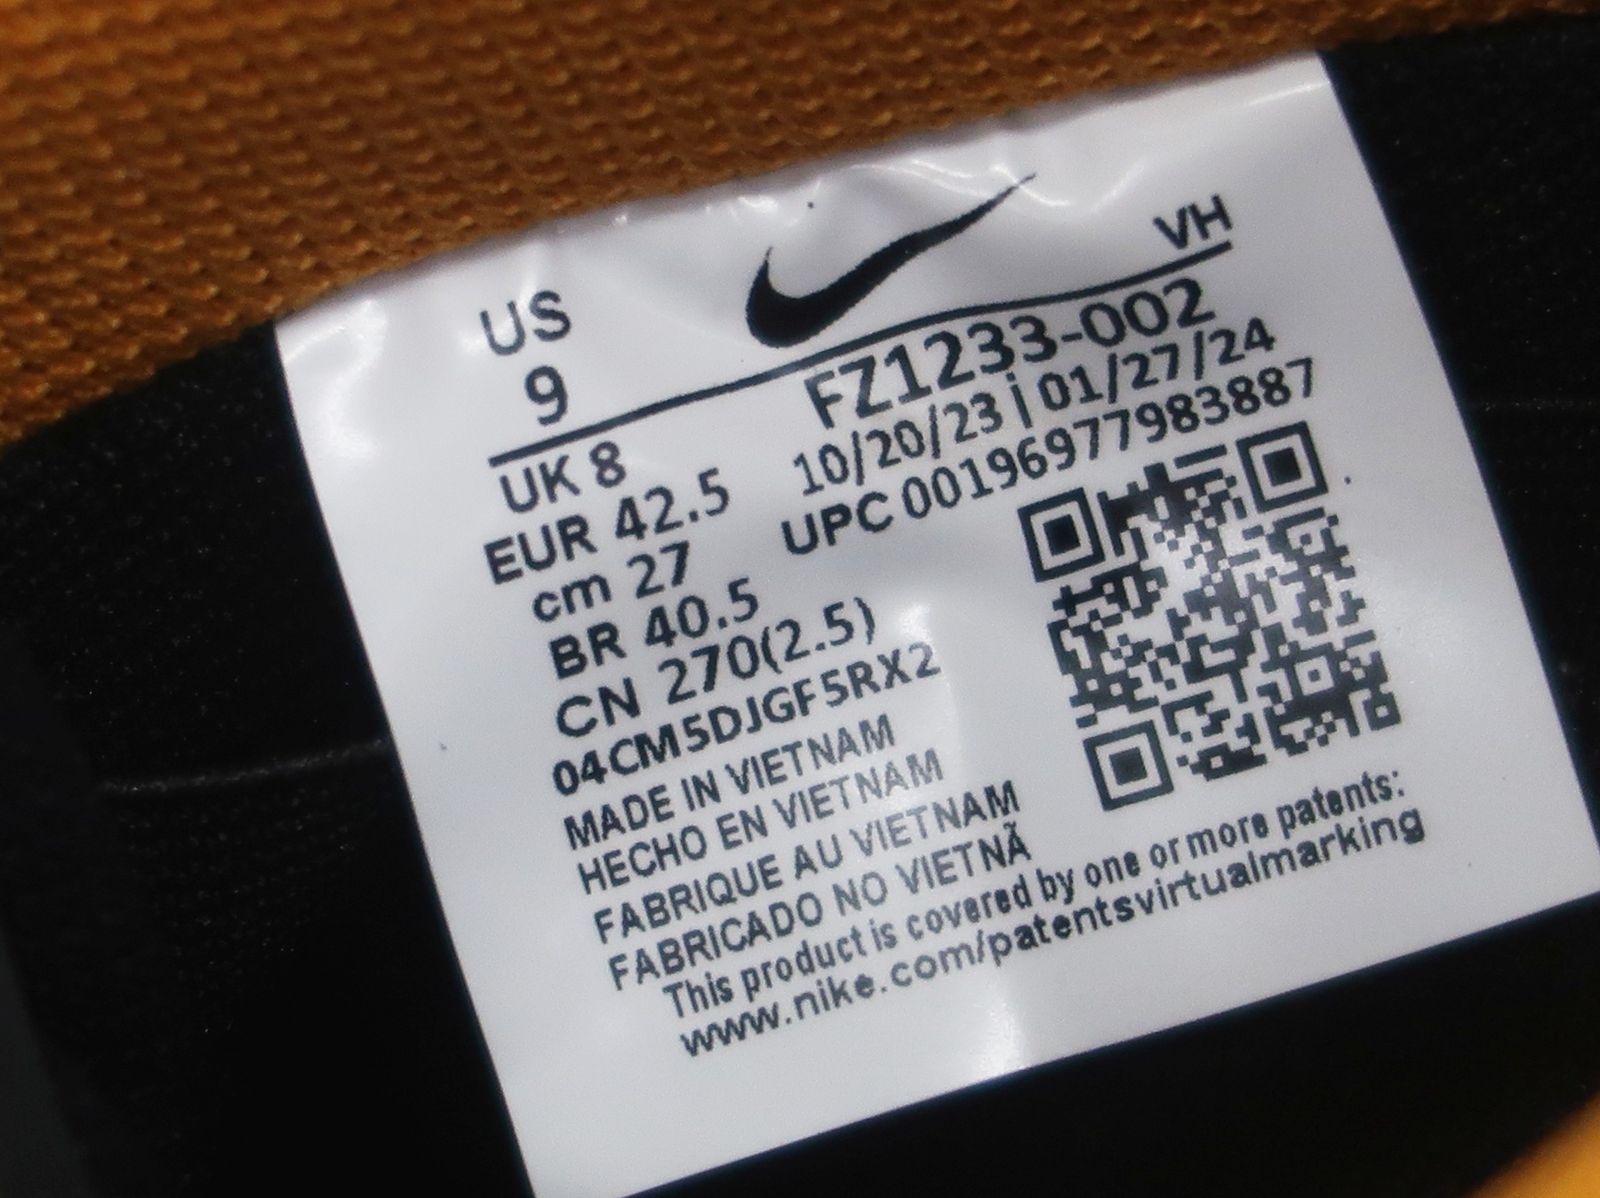 US
9
VH
FZ1233-002
10/20/23 | 01/27/24
UPC 00196977983887
UK 8
EUR 42.5
cm 27
BR 40.5
CN 270(2.5)
04CM5DJGF5RX2
MADE IN VIETNAM
HECHO EN VIETNAM
FABRIQUE AU VIETNAM
FABRICADO NO VIETNÃ
This product is covered by one or more patents:
www.nike.com/patentsvirtualmarking